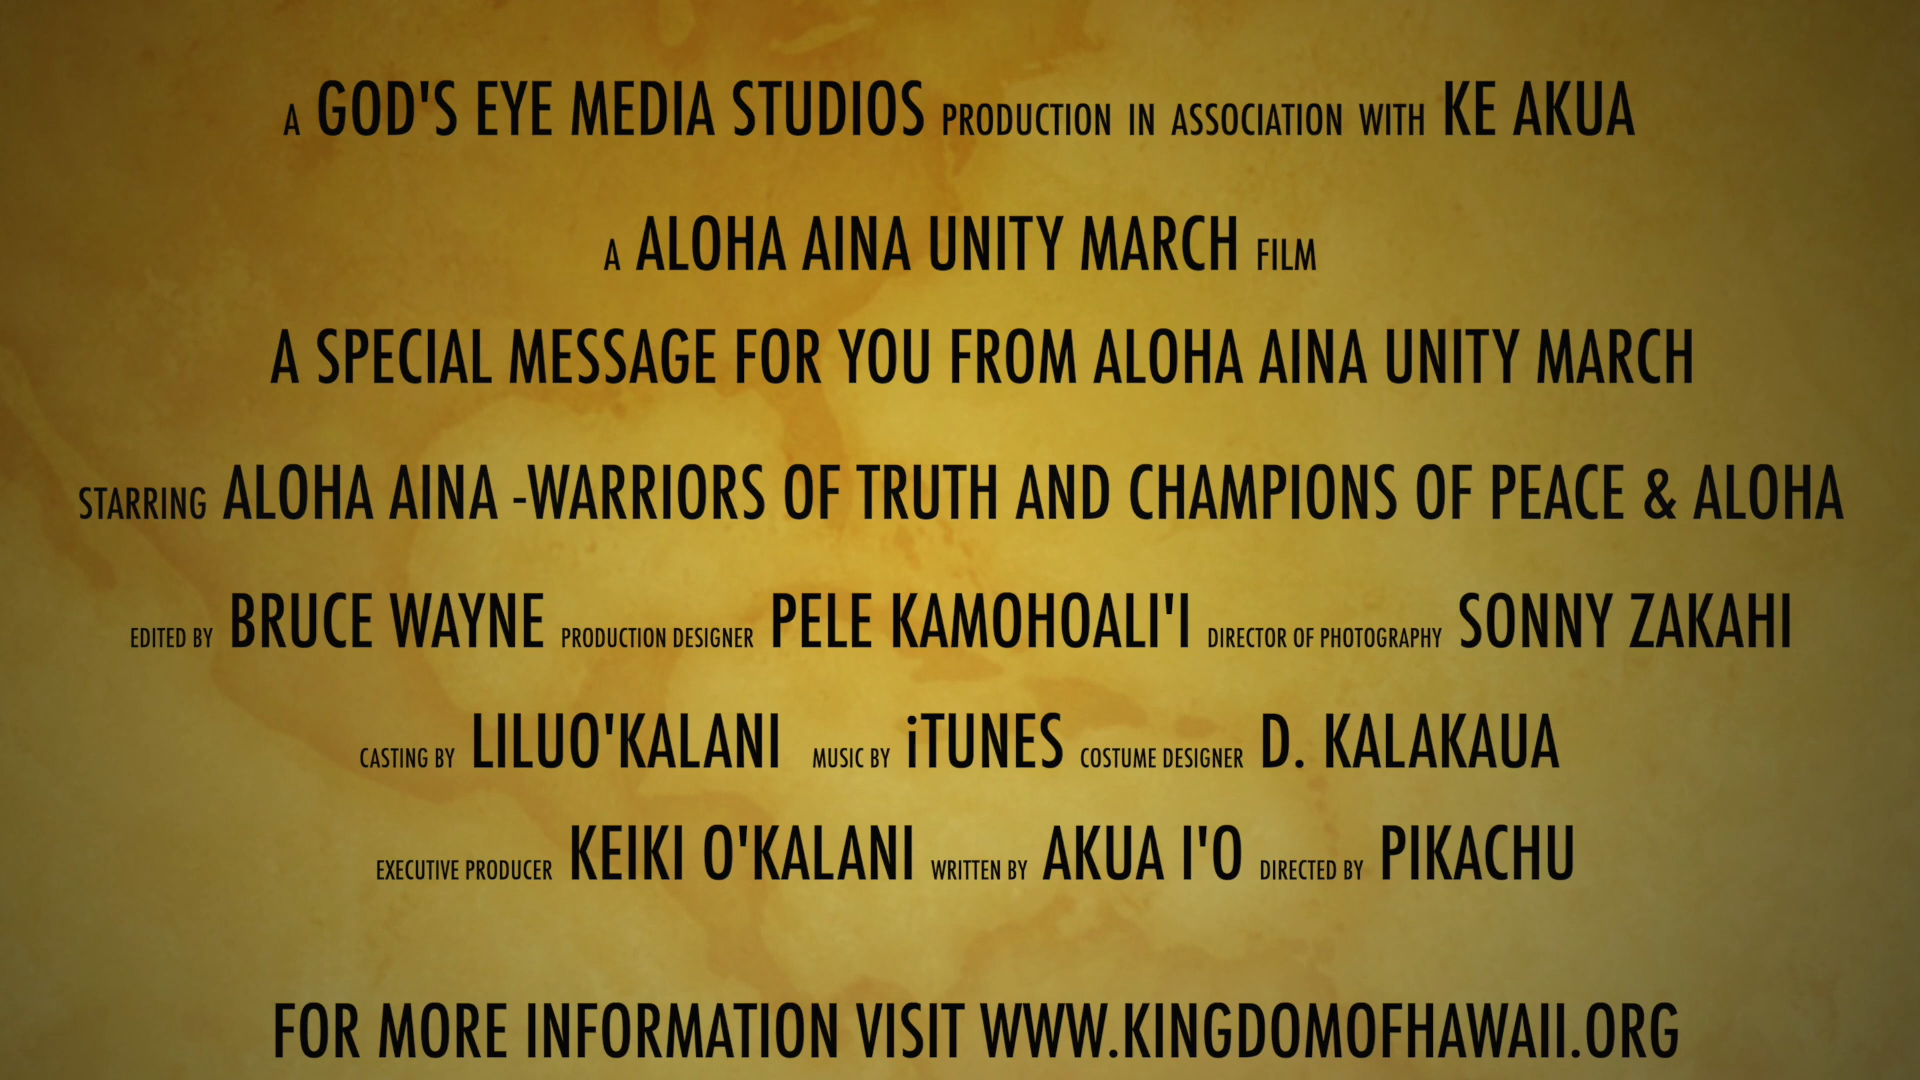 A GOD'S EYE MEDIA STUDIOS PRODUCTION IN ASSOCIATION WITH KE AKUA
A ALOHA AINA UNITY MARCH FILM
A SPECIAL MESSAGE FOR YOU FROM ALOHA AINA UNITY MARCH
STARRING ALOHA AINA -WARRIORS OF TRUTH AND CHAMPIONS OF PEACE & ALOHA
EDITED BY BRUCE WAYNE PRODUCTION DESIGNER PELE KAMOHOALI'I DIRECTOR OF PHOTOGRAPHY SONNY ZAKAHI
CASTING BY LILUO'KALANI MUSIC BY iTUNES COSTUME DESIGNER D. KALAKAUA
EXECUTIVE PRODUCER KEIKI O'KALANI WRITTEN BY AKUA I'O DIRECTED BY PIKACHU
FOR MORE INFORMATION VISIT WWW.KINGDOMOFHAWAII.ORG